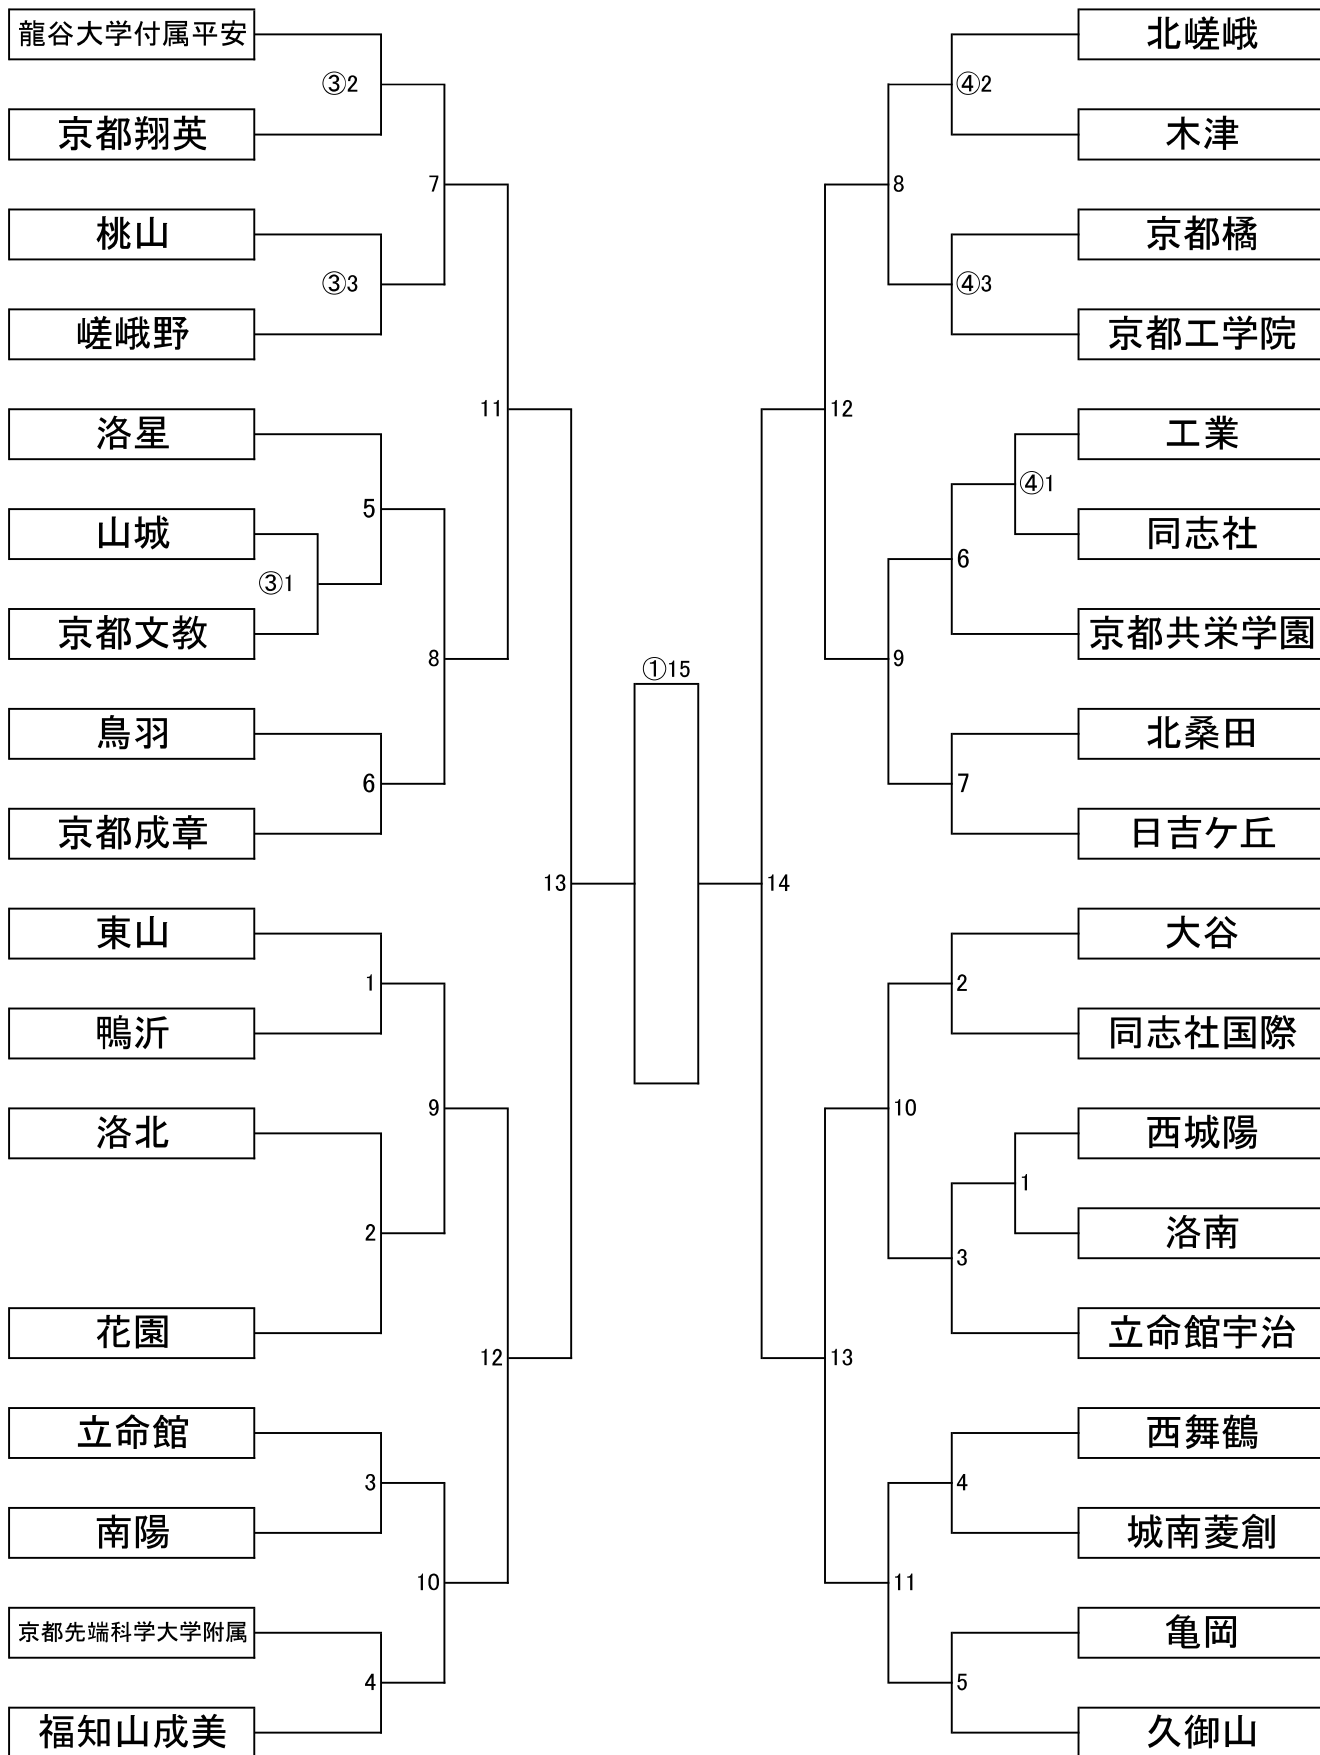 龍谷大学付属平安
③2
京都翔英
7
桃山
③3
嵯峨野
11
洛星
5
山城
③1
京都文教
8
鳥羽
6
京都成章
13
東山
1
鴨沂
9
洛北
2
花園
12
立命館
3
南陽
10
京都先端科学大学附属
4
福知山成美
①15
北嵯峨
④2
木津
8
京都橘
④3
京都工学院
12
工業
④1
同志社
6
京都共栄学園
9
北桑田
7
日吉ケ丘
14
大谷
2
同志社国際
10
西城陽
1
洛南
3
立命館宇治
13
西舞鶴
4
城南菱創
11
亀岡
5
久御山